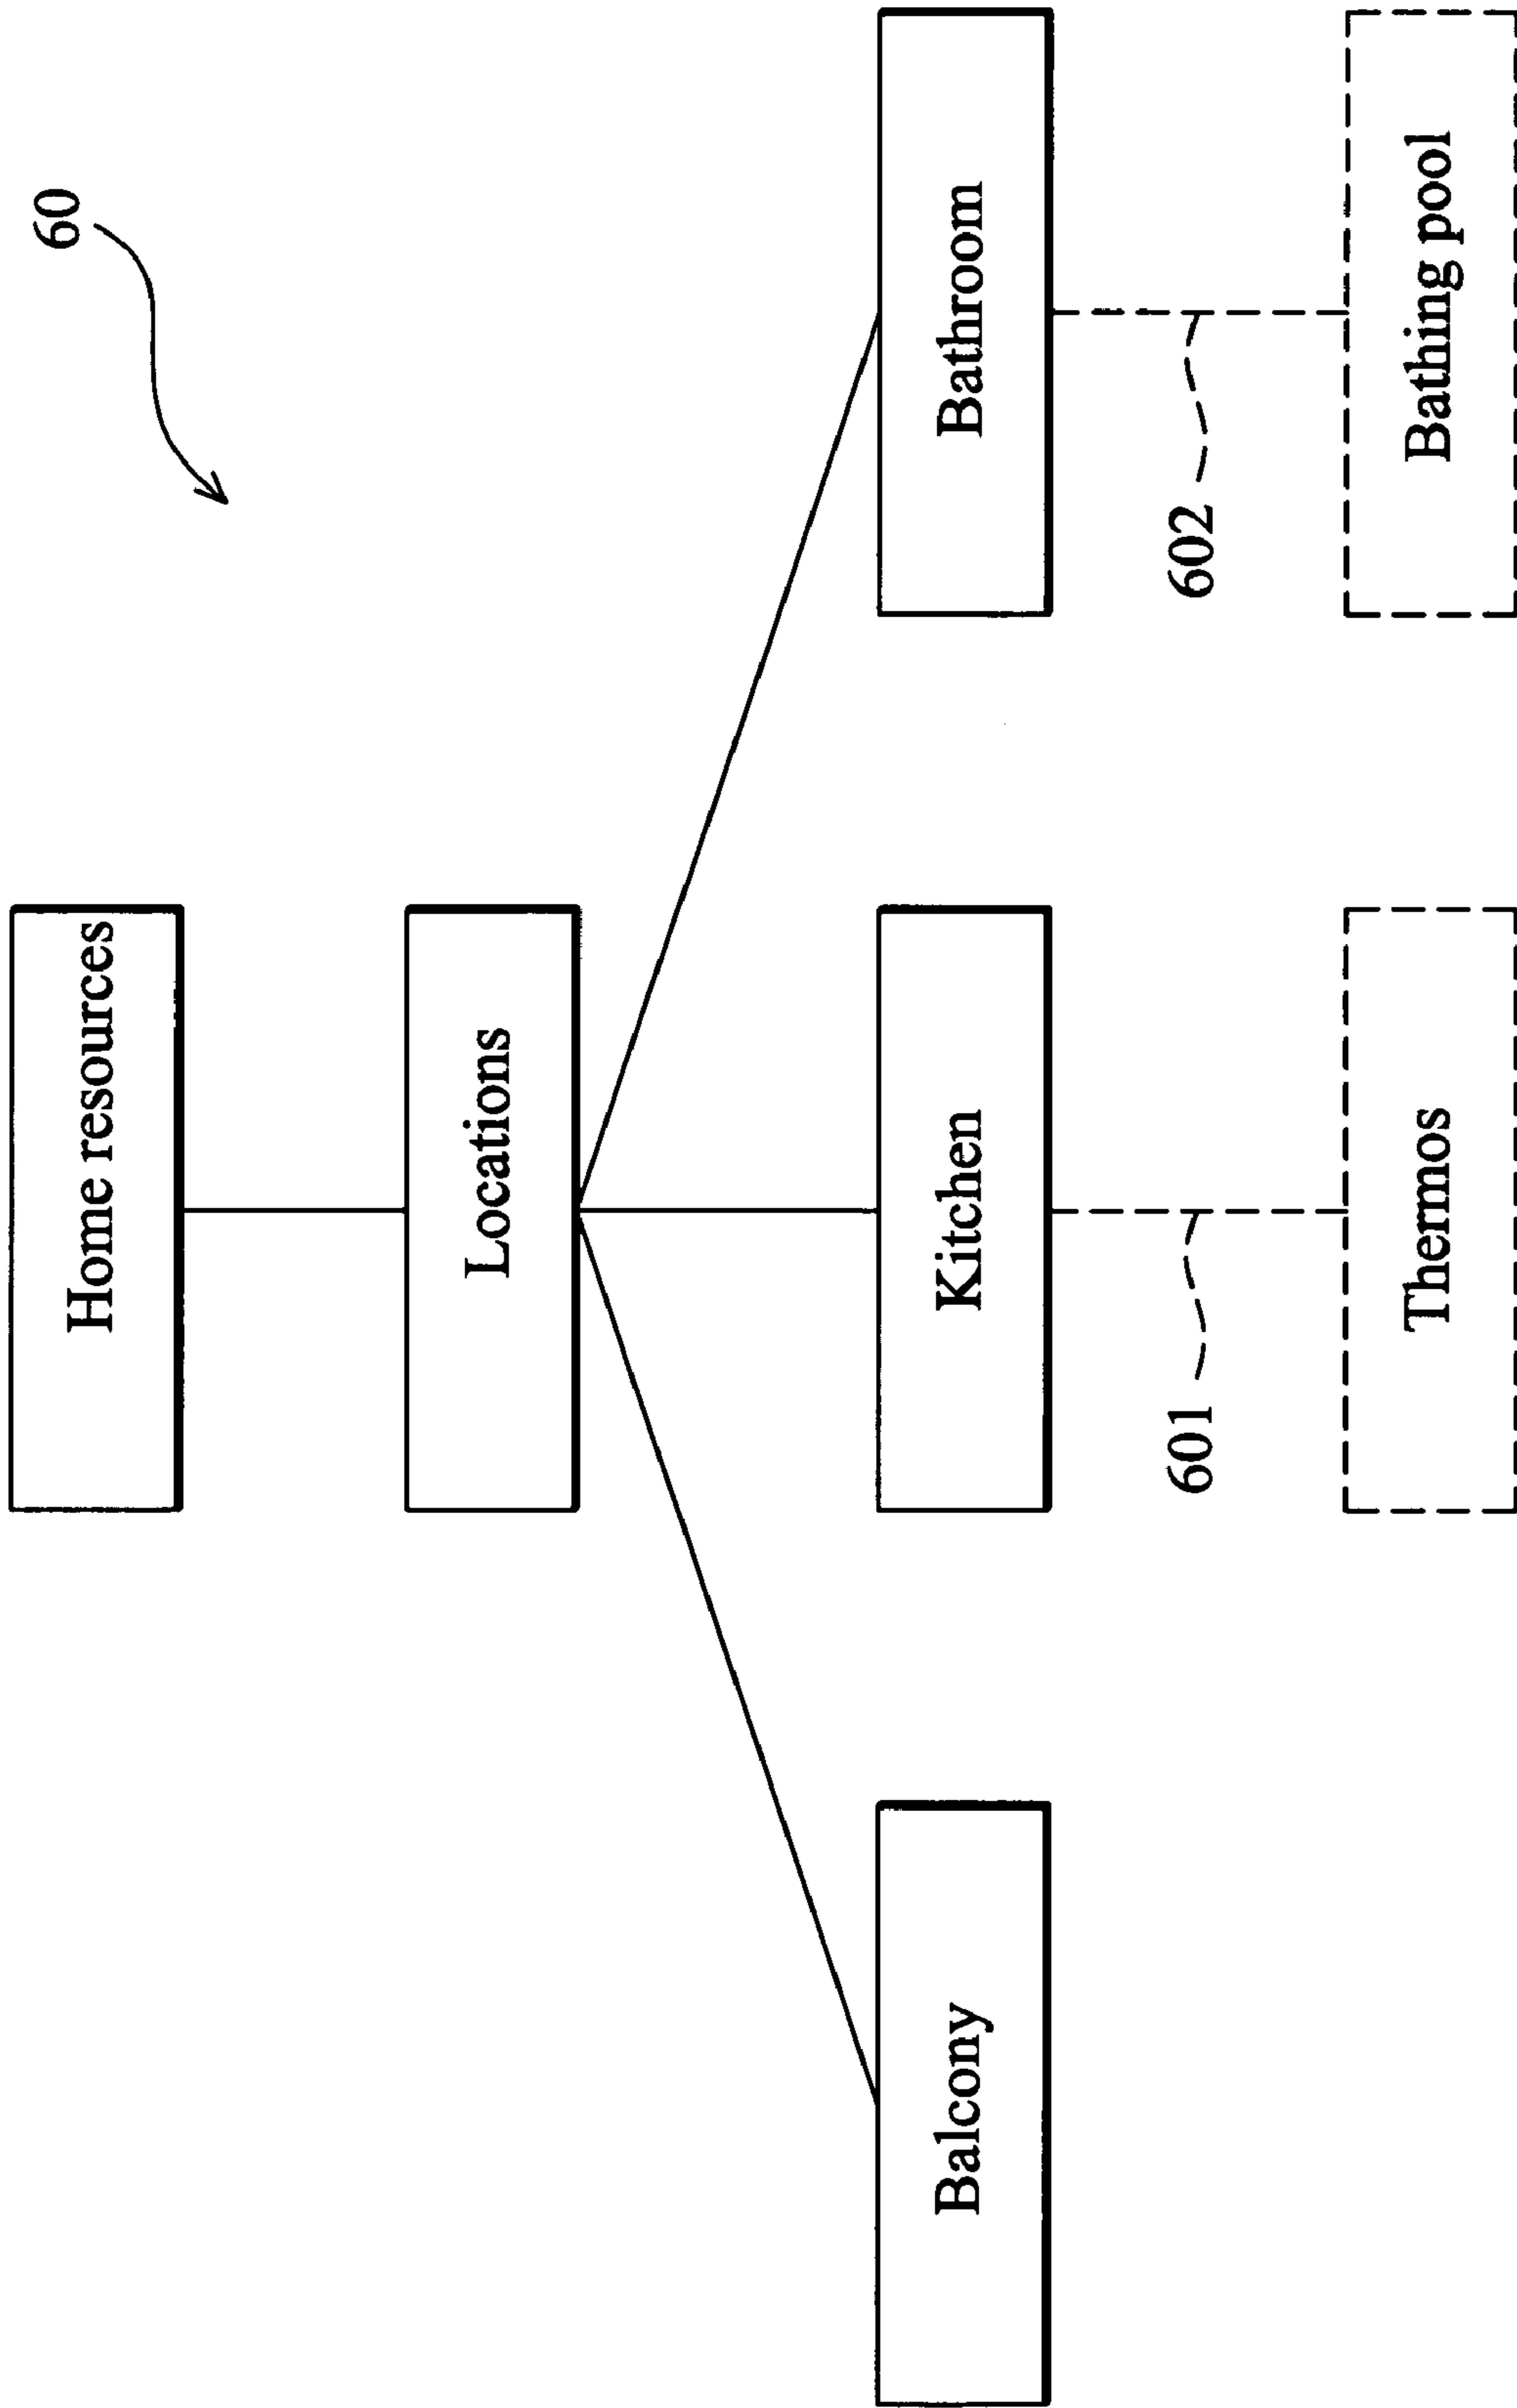 60
Home resources
Locations
Balcony
Kitchen
Bathroom
601
602
Thermos
Bathing pool